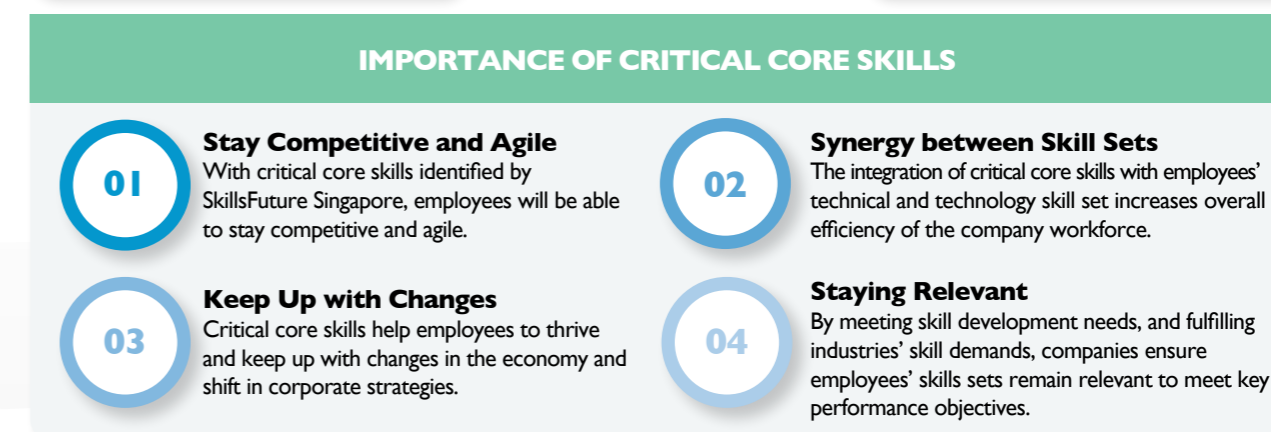 IMPORTANCE OF CRITICAL CORE SKILLS
01
Stay Competitive and Agile
With critical core skills identified by
SkillsFuture Singapore, employees will be able
to stay competitive and agile.
02
Synergy between Skill Sets
The integration of critical core skills with employees’
technical and technology skill set increases overall
efficiency of the company workforce.
03
Keep Up with Changes
Critical core skills help employees to thrive
and keep up with changes in the economy and
shift in corporate strategies.
04
Staying Relevant
By meeting skill development needs, and fulfilling
industries’ skill demands, companies ensure
employees’ skills sets remain relevant to meet key
performance objectives.